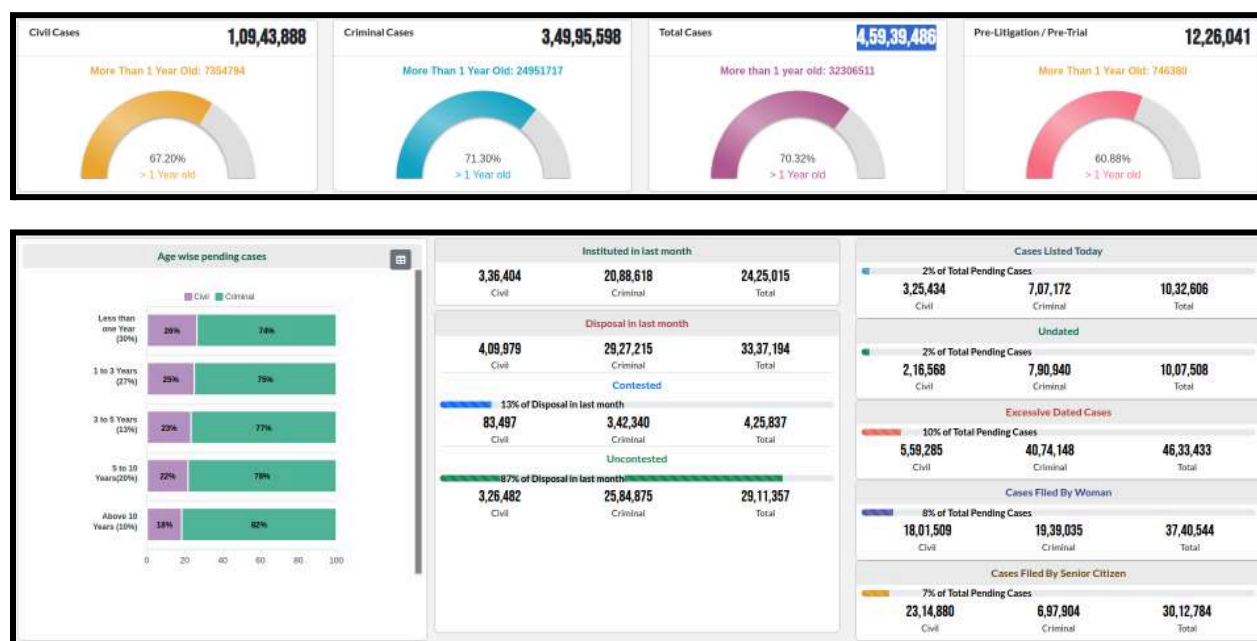 Civil Cases 1,09,43,888
More Than 1 Year Old: 7354794
67.20%
> 1 Year old
Criminal Cases 3,49,95,598
More Than 1 Year Old: 24951717
71.30%
> 1 Year old
Total Cases 4,59,39,486
More than 1 year old: 32306511
70.32%
> 1 Year old
Pre-Litigation / Pre-Trial 12,26,041
More Than 1 Year Old: 746380
60.88%
> 1 Year old
Age wise pending cases
Civil Criminal
Less than
one Year
(30%)
26% 74%
1 to 3 Years
(27%)
25% 75%
3 to 5 Years
(13%)
23% 77%
5 to 10
Years(20%)
22% 78%
Above 10
Years (10%)
18% 82%
0 20 40 60 80 100
Instituted in last month
3,36,404 20,88,618 24,25,015
Civil Criminal Total
Disposal in last month
4,09,979 29,27,215 33,37,194
Civil Criminal Total
Contested
13% of Disposal in last month
83,497 3,42,340 4,25,837
Civil Criminal Total
Uncontested
87% of Disposal in last month
3,26,482 25,84,875 29,11,357
Civil Criminal Total
Cases Listed Today
2% of Total Pending Cases
3,25,434 7,07,172 10,32,606
Civil Criminal Total
Undated
2% of Total Pending Cases
2,16,568 7,90,940 10,07,508
Civil Criminal Total
Excessive Dated Cases
10% of Total Pending Cases
5,59,285 40,74,148 46,33,433
Civil Criminal Total
Cases Filed By Woman
8% of Total Pending Cases
18,01,509 19,39,035 37,40,544
Civil Criminal Total
Cases Filed By Senior Citizen
7% of Total Pending Cases
23,14,880 6,97,904 30,12,784
Civil Criminal Total